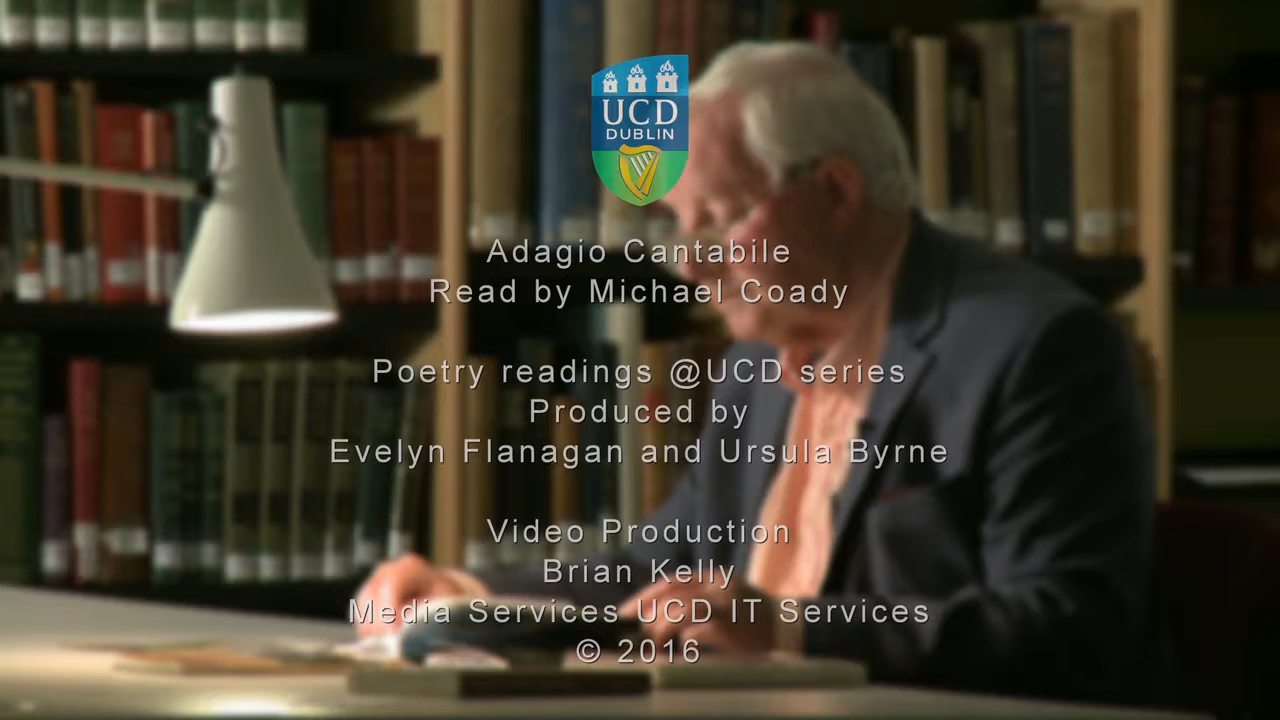 UCD
DUBLIN
Adagio Cantabile
Read by Michael Coady
Poetry readings @UCD series
Produced by
Evelyn Flanagan and Ursula Byrne
Video Production
Brian Kelly
Media Services UCD IT Services
© 2016